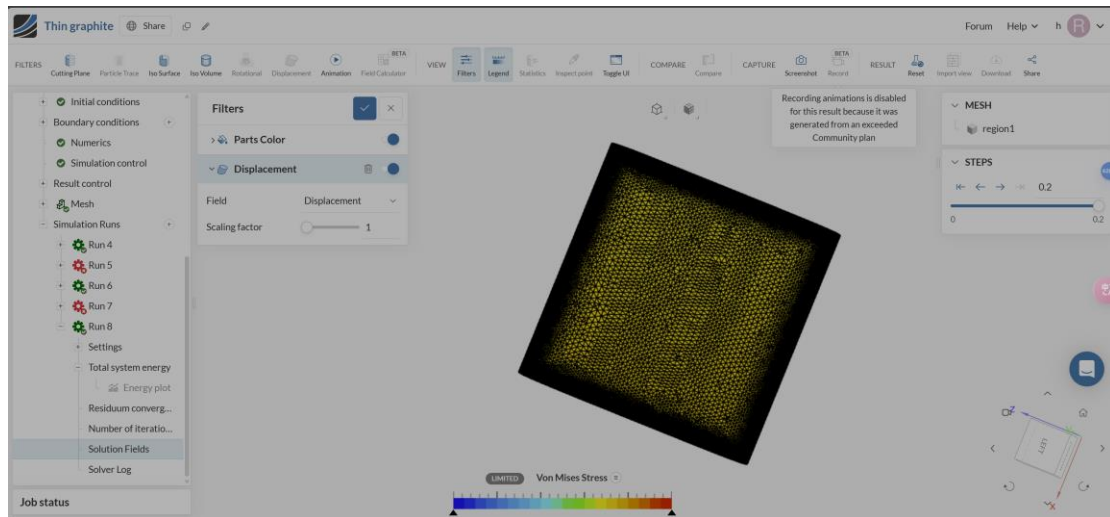 Thin graphite
Share
Forum
Help
h
R
FILTERS
Cutting Plane
Particle Trace
Iso Surface
Iso Volume
Rotational
Displacement
Animation
BETA
Field Calculator
VIEW
Filters
Legend
Statistics
Inspect point
Toggle UI
COMPARE
Compare
CAPTURE
Screenshot
BETA
Record
RESULT
Reset
Import view
Download
Share
Initial conditions
Boundary conditions
Numerics
Simulation control
Result control
Mesh
Simulation Runs
Run 4
Run 5
Run 6
Run 7
Run 8
Settings
Total system energy
Energy plot
Residuum converg...
Number of iteratio...
Solution Fields
Solver Log
Job status
Filters
Parts Color
Displacement
Field
Displacement
Scaling factor
1
Recording animations is disabled
for this result because it was
generated from an exceeded
Community plan
MESH
region1
STEPS
0.2
0
0.2
LIMITED
Von Mises Stress
Z
LEFT
X